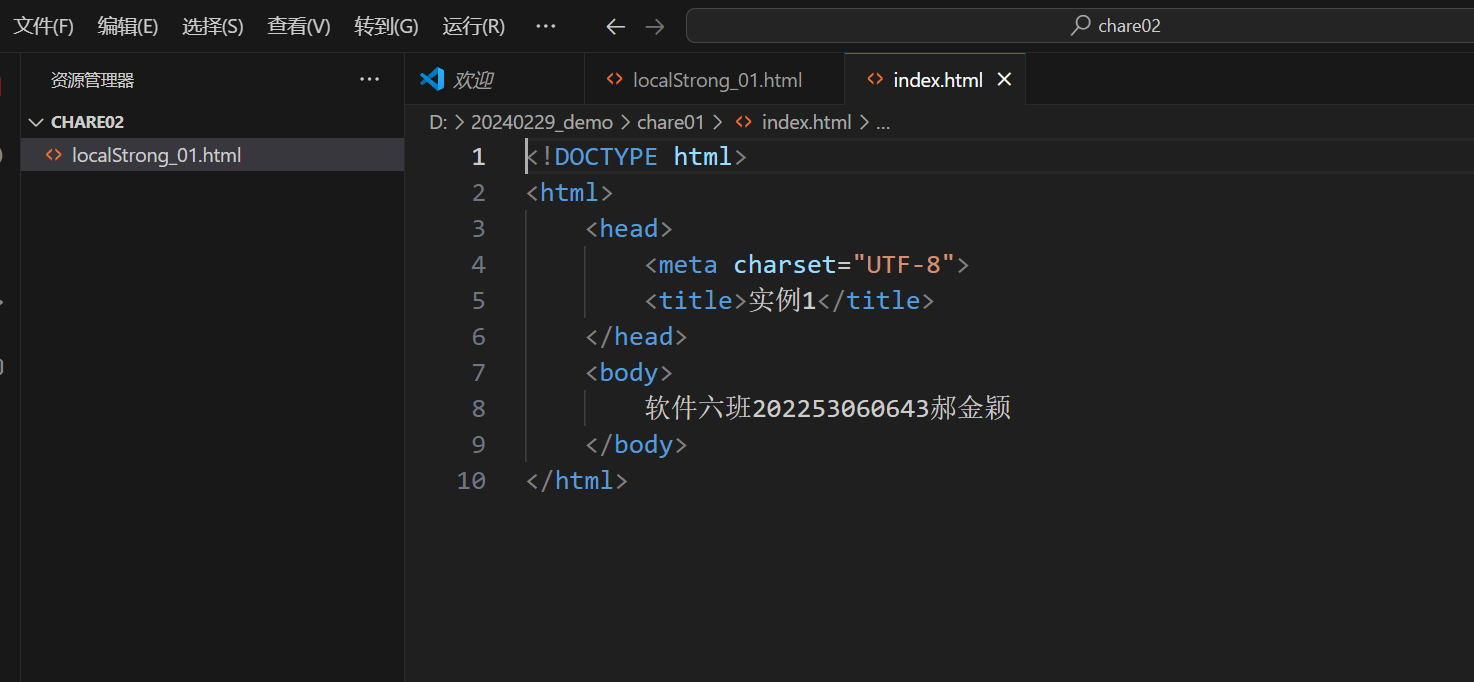 文件(F) 编辑(E) 选择(S) 查看(V) 转到(G) 运行(R) ··· chare02
资源管理器 ···
欢迎 localStrong_01.html index.html
CHARE02
D: > 20240229_demo > chare01 > index.html > ...
localStrong_01.html
1 <!DOCTYPE html>
2 <html>
3 <head>
4 <meta charset="UTF-8">
5 <title>实例1</title>
6 </head>
7 <body>
8 软件六班202253060643郝金颖
9 </body>
10 </html>